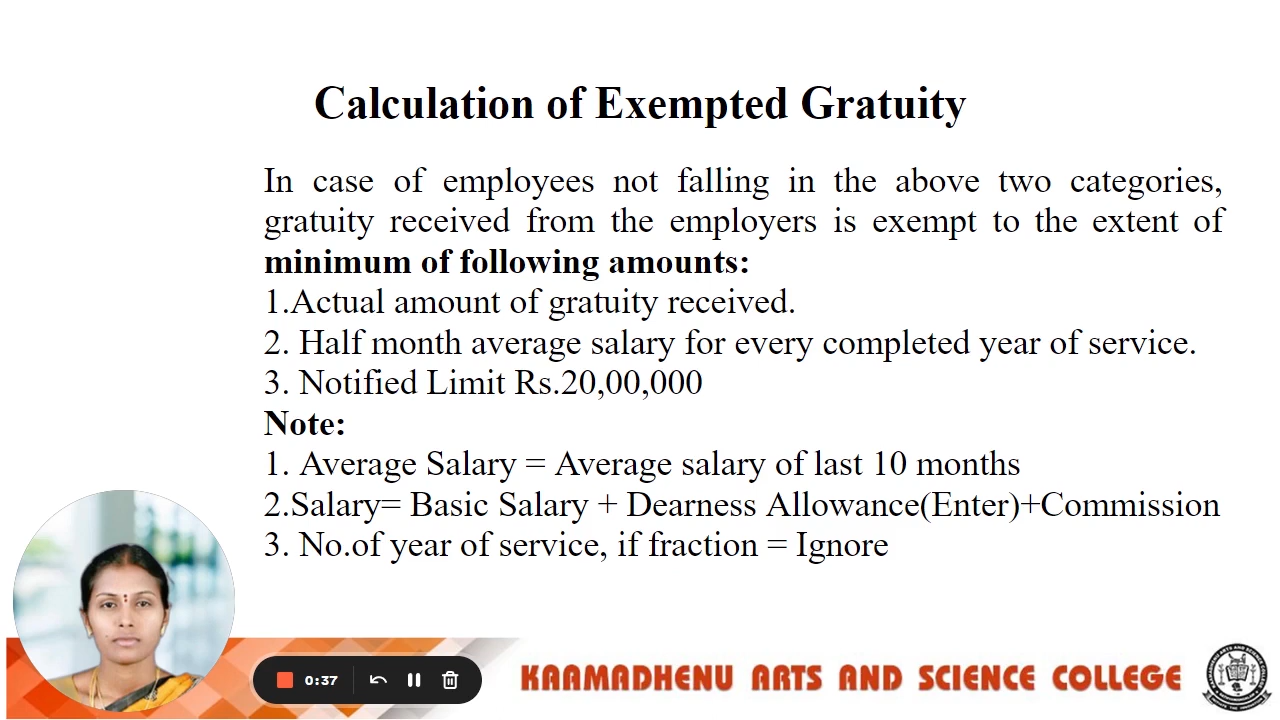 Calculation of Exempted Gratuity
In case of employees not falling in the above two categories,
gratuity received from the employers is exempt to the extent of
minimum of following amounts:
1.Actual amount of gratuity received.
2. Half month average salary for every completed year of service.
3. Notified Limit Rs.20,00,000
Note:
1. Average Salary = Average salary of last 10 months
2.Salary= Basic Salary + Dearness Allowance(Enter)+Commission
3. No.of year of service, if fraction = Ignore
0:37
KAAMADHENU ARTS AND SCIENCE COLLEGE